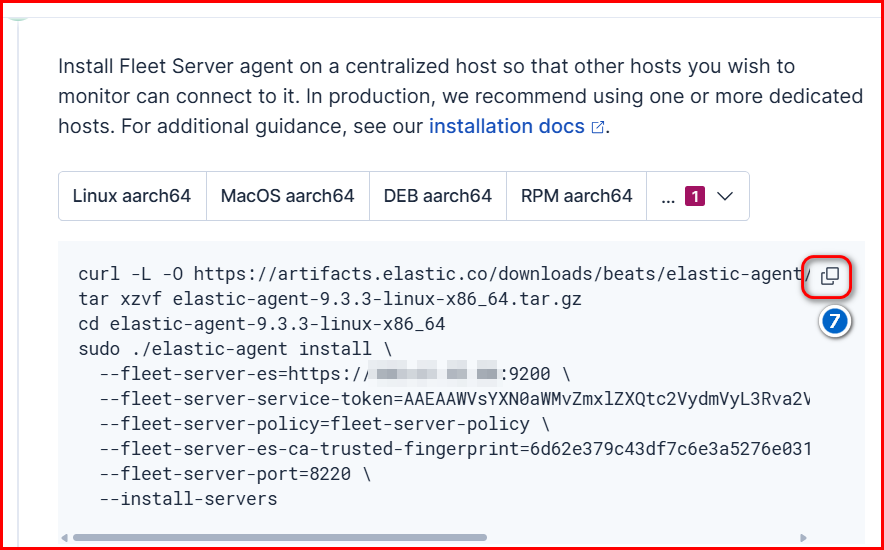 Install Fleet Server agent on a centralized host so that other hosts you wish to
monitor can connect to it. In production, we recommend using one or more dedicated
hosts. For additional guidance, see our installation docs.
Linux aarch64 MacOS aarch64 DEB aarch64 RPM aarch64 ... 1
curl -L -O https://artifacts.elastic.co/downloads/beats/elastic-agent/
tar xzvf elastic-agent-9.3.3-linux-x86_64.tar.gz
7
cd elastic-agent-9.3.3-linux-x86_64
sudo ./elastic-agent install \
--fleet-server-es=https:// :9200 \
--fleet-server-service-token=AAEAAWVsYXN0aWMvZmxlZXQtc2VydmVyL3Rva2V
--fleet-server-policy=fleet-server-policy \
--fleet-server-es-ca-trusted-fingerprint=6d62e379c43df7c6e3a5276e031
--fleet-server-port=8220 \
--install-servers